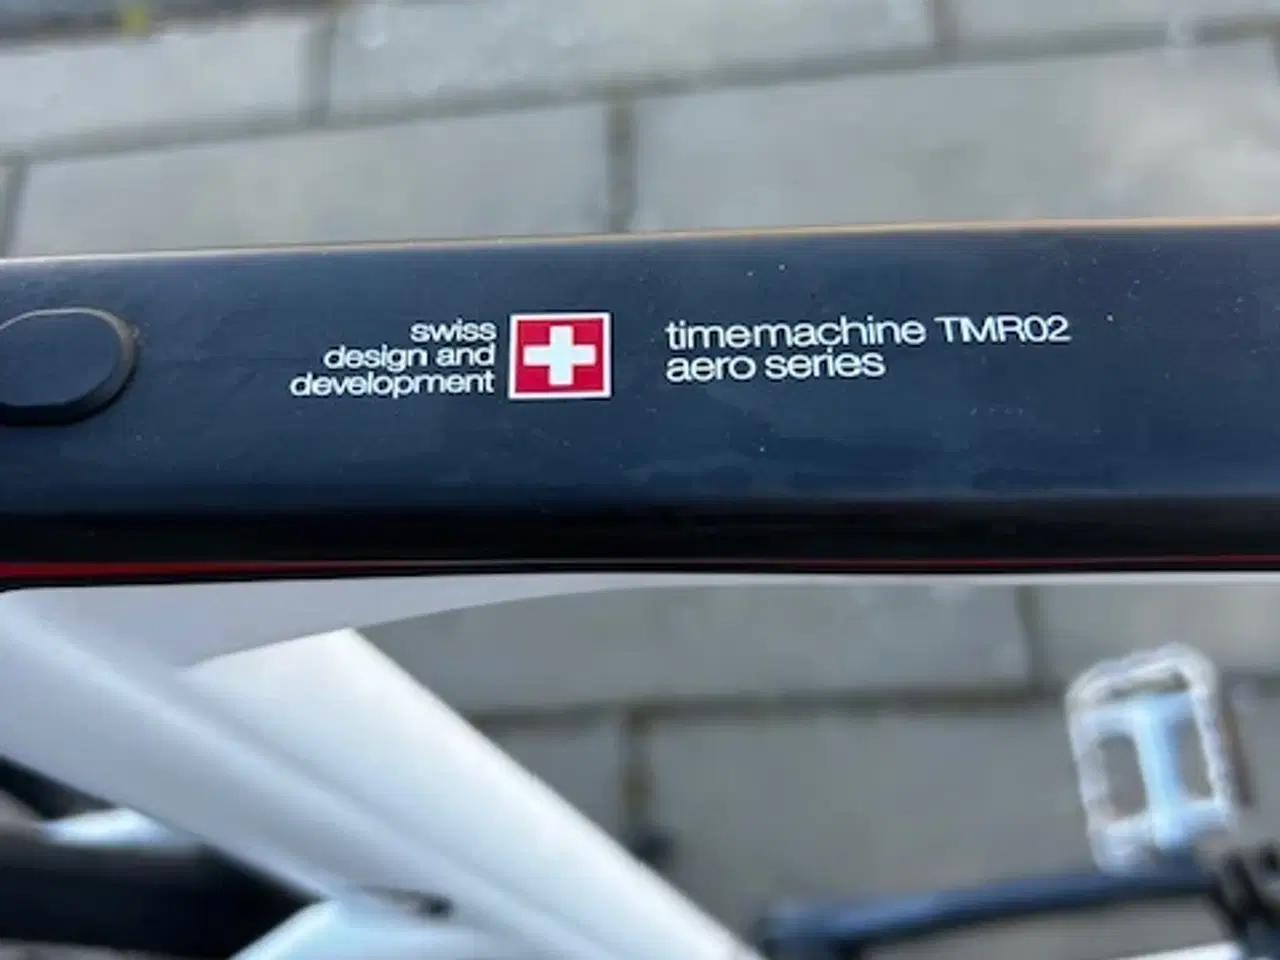 swiss
design and
development
timemachine TMR02
aero series